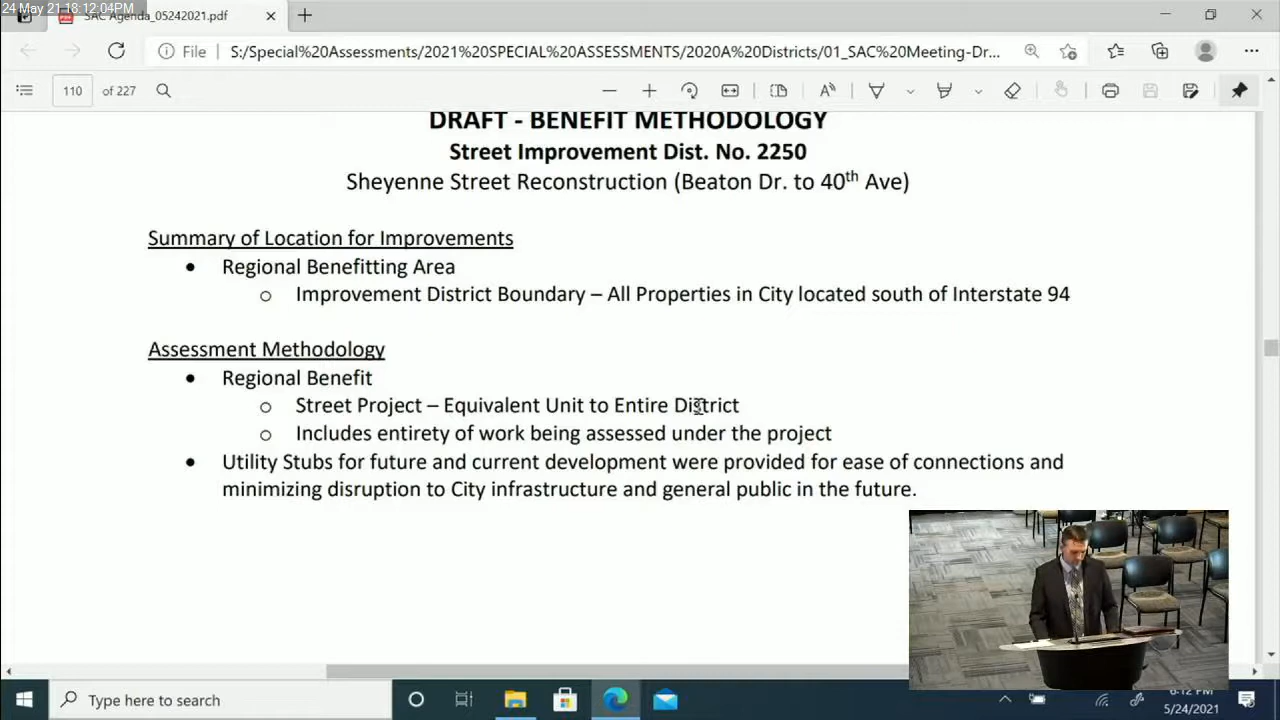 24 May 21 18:12:04PM
SAC Agenda_05242021.pdf
File
S:/Special%20Assessments/2021%20SPECIAL%20ASSESSMENTS/2020A%20Districts/01_SAC%20Meeting-Dr...
110 of 227
DRAFT - BENEFIT METHODOLOGY
Street Improvement Dist. No. 2250
Sheyenne Street Reconstruction (Beaton Dr. to 40th Ave)
Summary of Location for Improvements
• Regional Benefitting Area
o Improvement District Boundary – All Properties in City located south of Interstate 94
Assessment Methodology
• Regional Benefit
o Street Project – Equivalent Unit to Entire District
o Includes entirety of work being assessed under the project
• Utility Stubs for future and current development were provided for ease of connections and
minimizing disruption to City infrastructure and general public in the future.
Type here to search
6:12 PM
5/24/2021